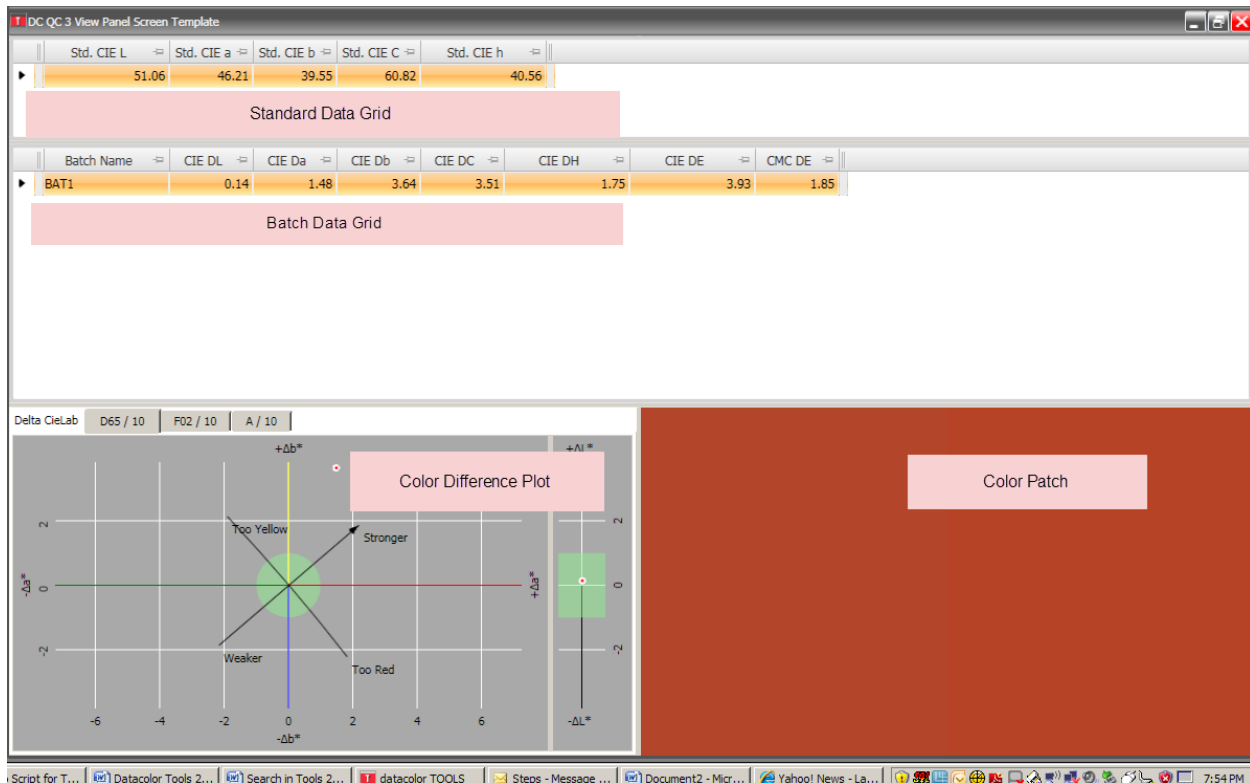 DC QC 3 View Panel Screen Template
Std. CIE L Std. CIE a Std. CIE b Std. CIE C Std. CIE h
51.06 46.21 39.55 60.82 40.56
Standard Data Grid
Batch Name CIE DL CIE Da CIE Db CIE DC CIE DH CIE DE CMC DE
BAT1 0.14 1.48 3.64 3.51 1.75 3.93 1.85
Batch Data Grid
Delta CieLab D65 / 10 F02 / 10 A / 10
+Δb* +ΔL*
Color Difference Plot
Color Patch
2 Too Yellow Stronger 2
-Δa* 0 +Δa* 0
-2 Weaker Too Red -2
-6 -4 -2 0 2 4 6 -ΔL*
-Δb*
Script for T... Datacolor Tools 2... Search in Tools 2... datacolor TOOLS Steps - Message ... Document2 - Micr... Yahoo! News - La... 7:54 PM